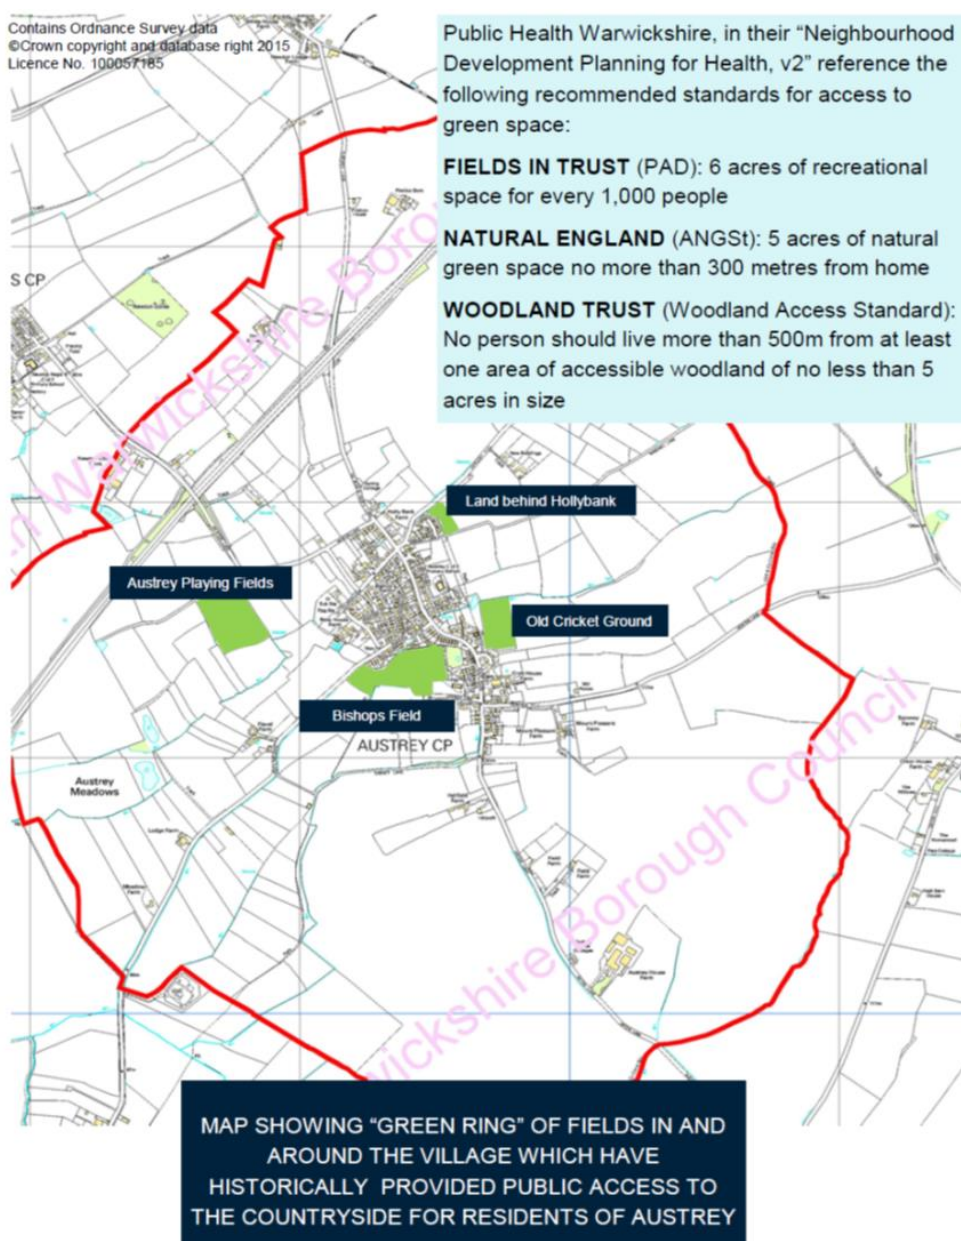 Contains Ordnance Survey data
©Crown copyright and database right 2015
Licence No. 100057185
Public Health Warwickshire, in their “Neighbourhood
Development Planning for Health, v2” reference the
following recommended standards for access to
green space:
FIELDS IN TRUST (PAD): 6 acres of recreational
space for every 1,000 people
NATURAL ENGLAND (ANGSt): 5 acres of natural
green space no more than 300 metres from home
WOODLAND TRUST (Woodland Access Standard):
No person should live more than 500m from at least
one area of accessible woodland of no less than 5
acres in size
S CP
Warwickshire Boro
Land behind Hollybank
Austrey Playing Fields
Old Cricket Ground
Bishops Field
AUSTREY CP
Austrey
Meadows
Lodge Farm
wickshire Borough Council
MAP SHOWING “GREEN RING” OF FIELDS IN AND
AROUND THE VILLAGE WHICH HAVE
HISTORICALLY PROVIDED PUBLIC ACCESS TO
THE COUNTRYSIDE FOR RESIDENTS OF AUSTREY